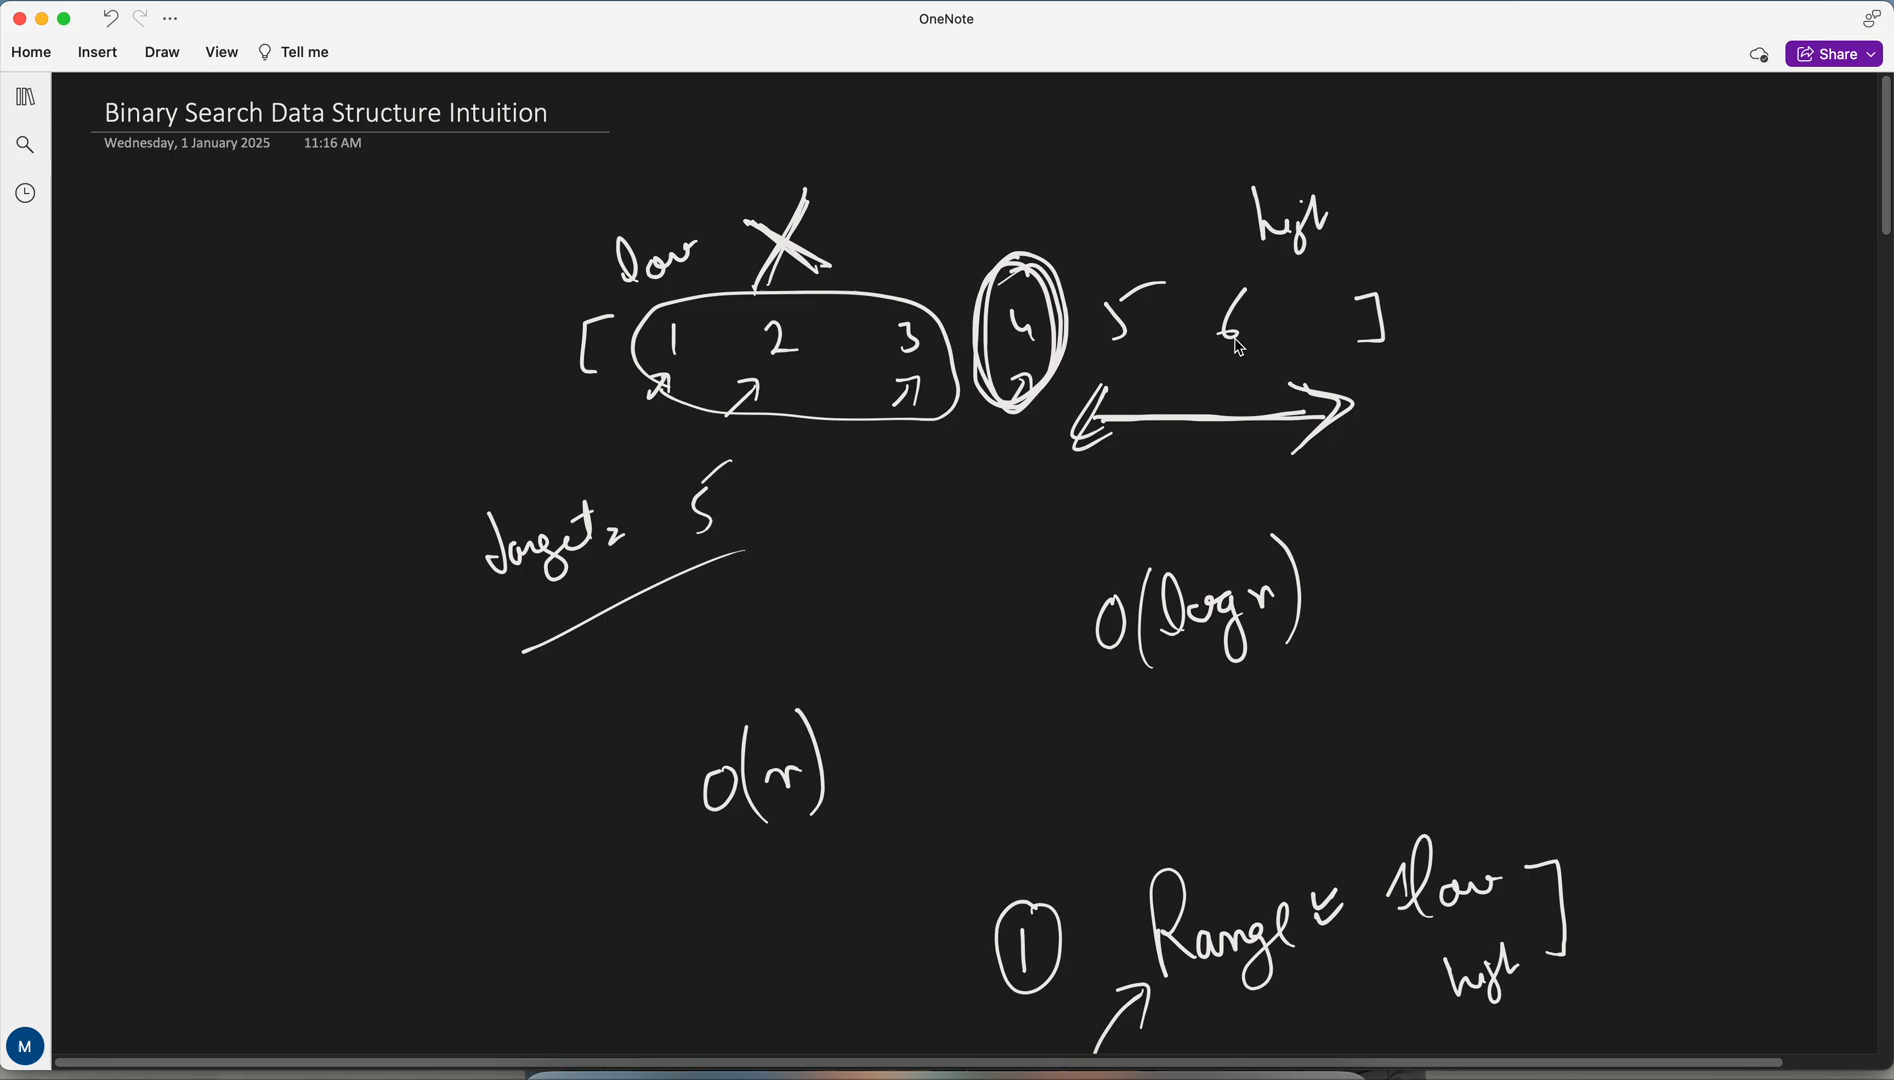 OneNote
Home Insert Draw View Tell me
Share
Binary Search Data Structure Intuition
Wednesday, 1 January 2025 11:16 AM
low high
[ 1 2 3 4 5 6 ]
target = 5
O(log n)
O(n)
1 Range low ]
high
M